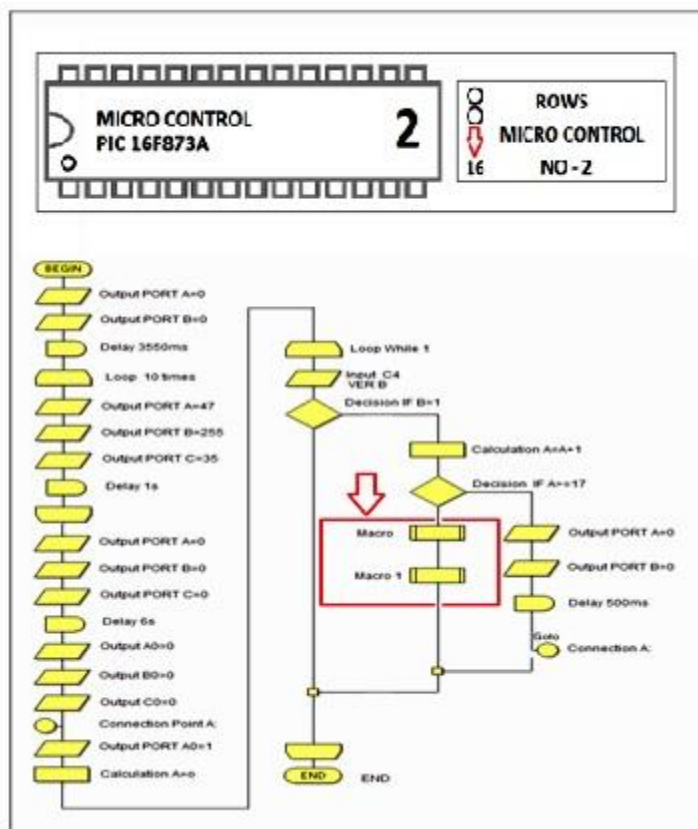 MICRO CONTROL
PIC 16F873A
2
ROWS
MICRO CONTROL
16 NO - 2
BEGIN
Output PORT A=0
Output PORT B=0
Delay 3550ms
Loop 10 times
Output PORT A=47
Output PORT B=255
Output PORT C=35
Delay 1s
Output PORT A=0
Output PORT B=0
Output PORT C=0
Delay 6s
Output A0=0
Output B0=0
Output C0=0
Connection Point A:
Output PORT A0=1
Calculation A=o
Loop While 1
Input C4
VER B
Decision IF B=1
Calculation A=A+1
Decision IF A>=17
Macro
Macro 1
Output PORT A=0
Output PORT B=0
Delay 500ms
Goto
Connection A:
END
END